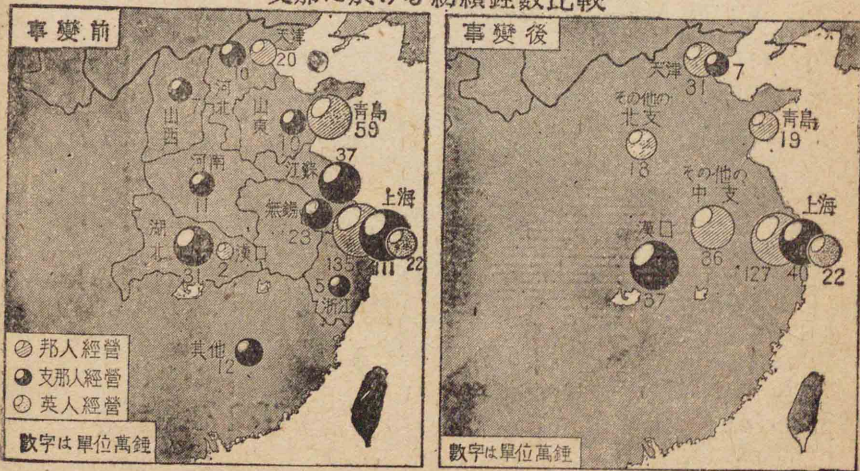 支那に於ける紡績錘數比較
事變前
天津
20
河北
10
山西
7
山東
10
青島
59
河南
11
江蘇
37
無錫
23
上海
135
111
22
湖北
31
漢口
2
浙江
5
其他
12
邦人經營
支那人經營
英人經營
數字は單位萬錘
事變後
天津
31
7
その他の
北支
18
青島
19
その他の
中支
36
漢口
37
上海
127
40
22
數字は單位萬錘